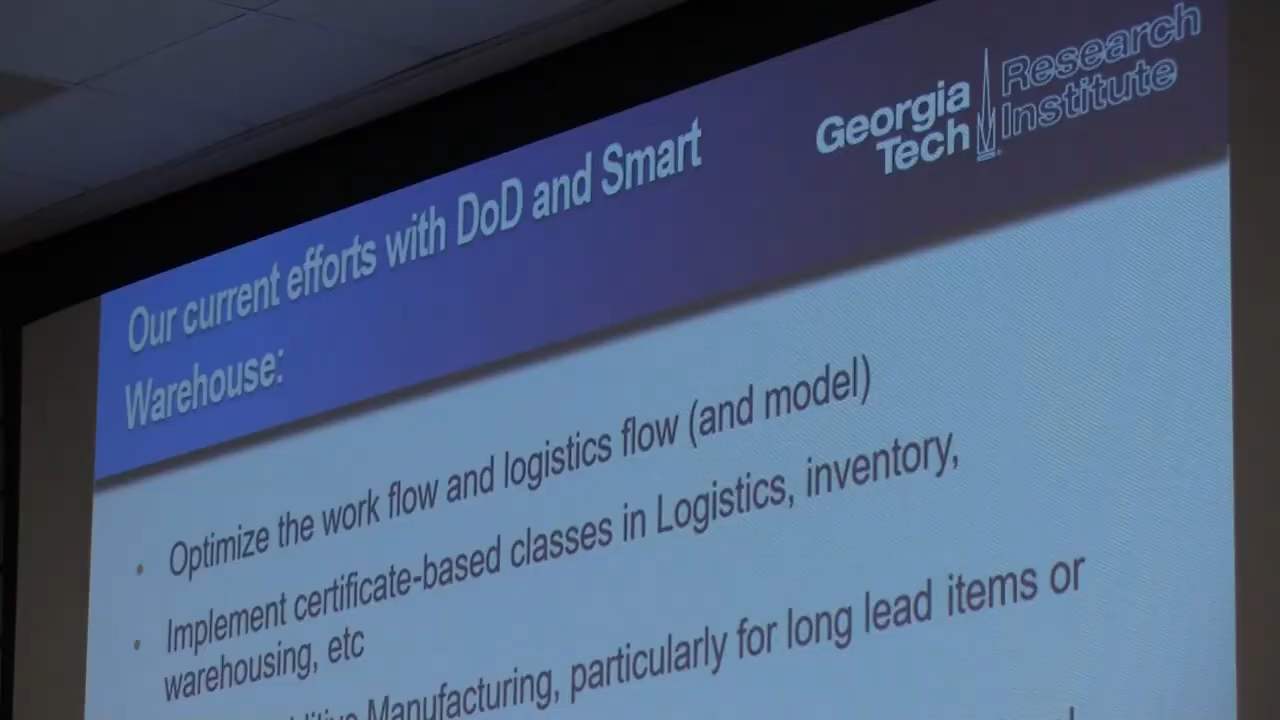 Georgia Tech Research Institute
Our current efforts with DoD and Smart
Warehouse:
• Optimize the work flow and logistics flow (and model)
• Implement certificate-based classes in Logistics, inventory,
warehousing, etc
Manufacturing, particularly for long lead items or